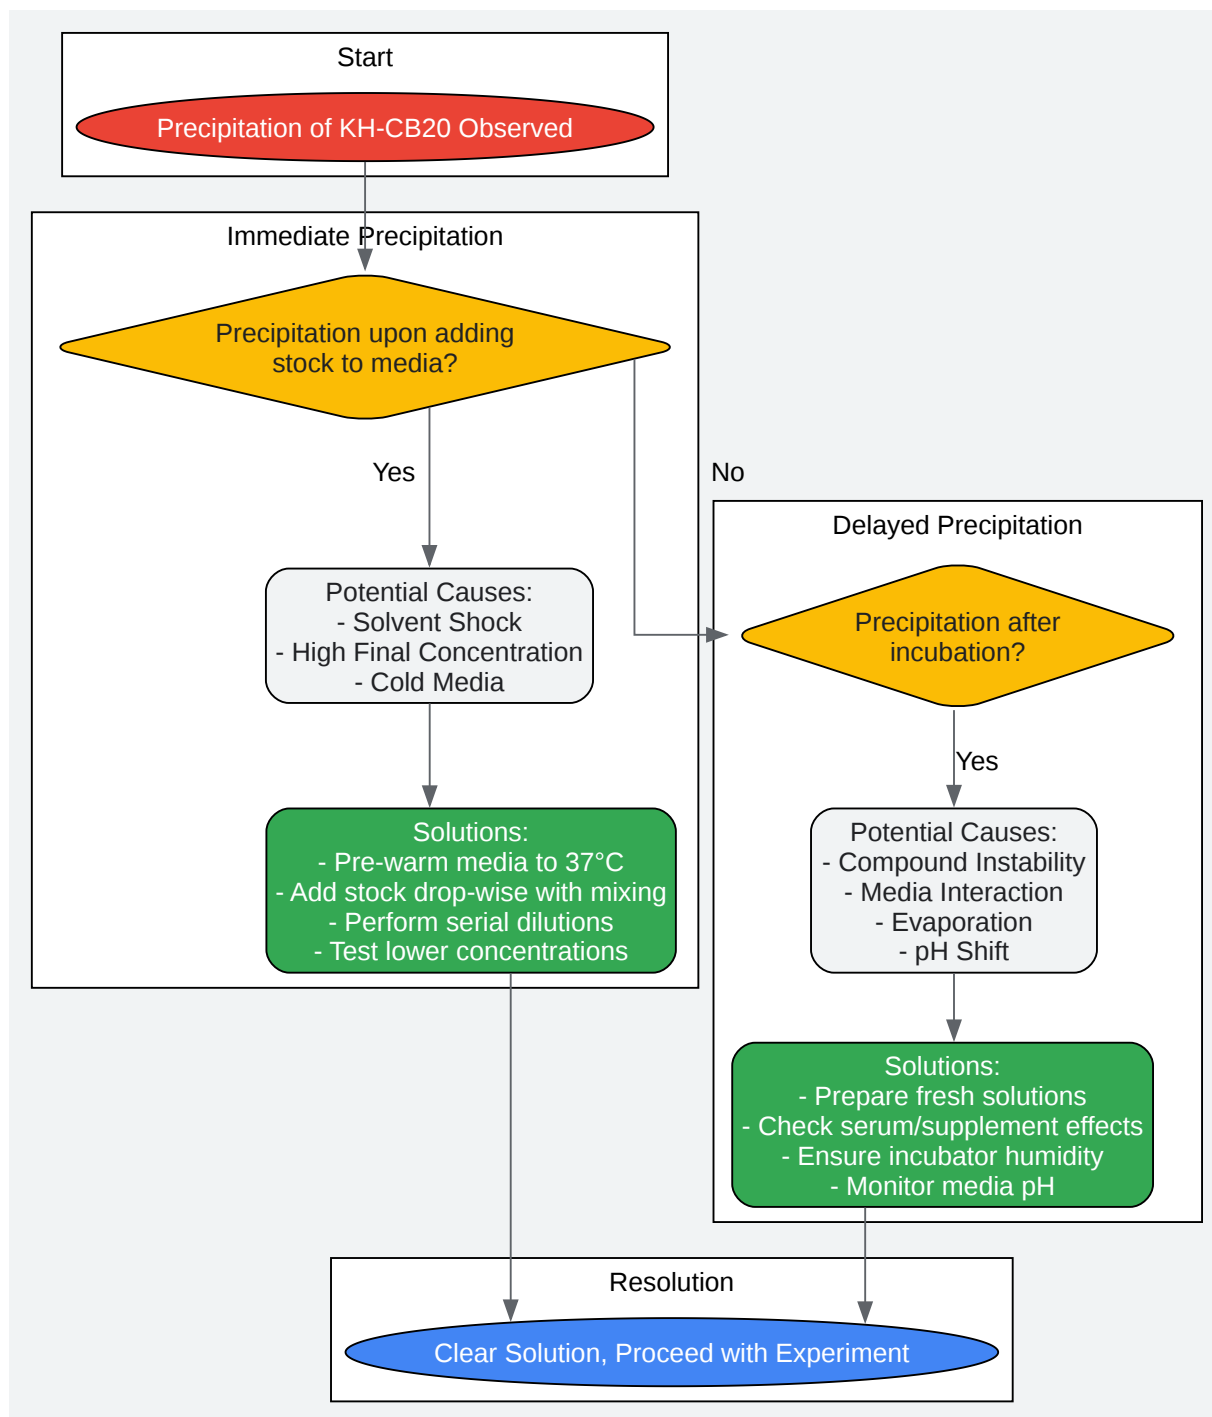 Start
Precipitation of KH-CB20 Observed
Immediate Precipitation
Precipitation upon adding
stock to media?
Yes
No
Potential Causes:
- Solvent Shock
- High Final Concentration
- Cold Media
Solutions:
- Pre-warm media to 37°C
- Add stock drop-wise with mixing
- Perform serial dilutions
- Test lower concentrations
Delayed Precipitation
Precipitation after
incubation?
Yes
Potential Causes:
- Compound Instability
- Media Interaction
- Evaporation
- pH Shift
Solutions:
- Prepare fresh solutions
- Check serum/supplement effects
- Ensure incubator humidity
- Monitor media pH
Resolution
Clear Solution, Proceed with Experiment